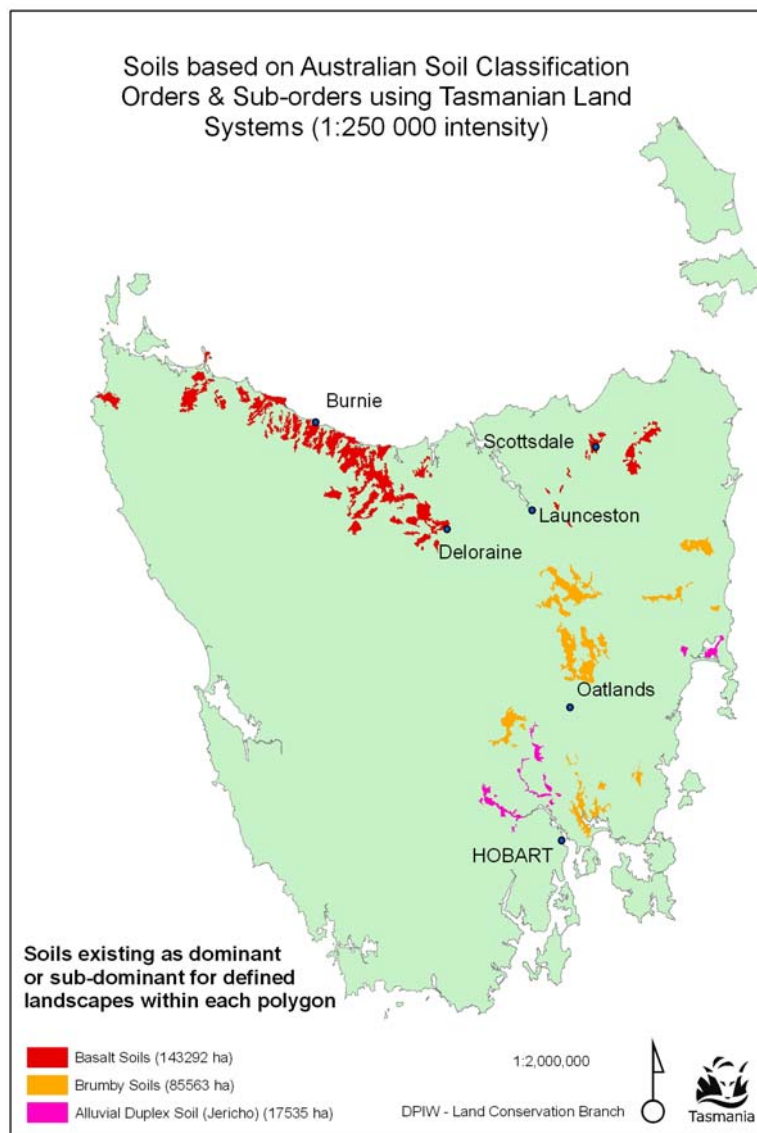 Soils based on Australian Soil Classification
Orders & Sub-orders using Tasmanian Land
Systems (1:250 000 intensity)
Burnie
Scottsdale
Launceston
Deloraine
Oatlands
HOBART
Soils existing as dominant
or sub-dominant for defined
landscapes within each polygon
Basalt Soils (143292 ha)
Brumby Soils (85563 ha)
Alluvial Duplex Soil (Jericho) (17535 ha)
1:2,000,000
DPIW - Land Conservation Branch
Tasmania